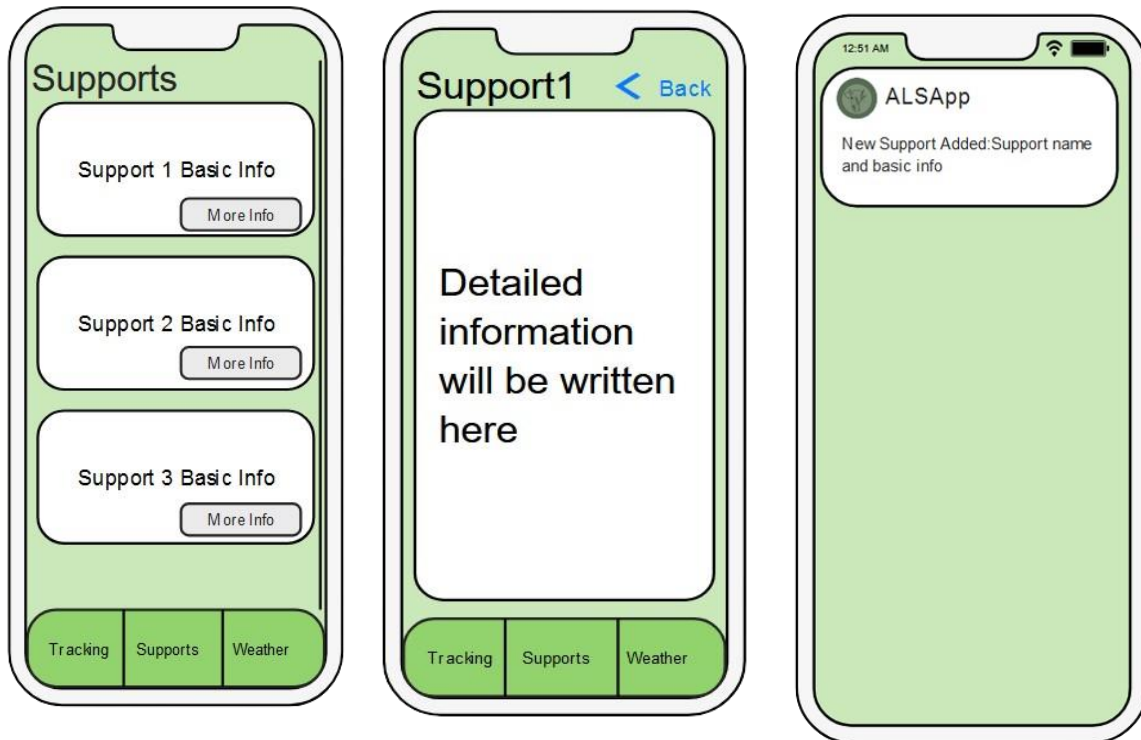 Supports
Support 1 Basic Info
More Info
Support 2 Basic Info
More Info
Support 3 Basic Info
More Info
Tracking Supports Weather
Support1 < Back
Detailed
information
will be written
here
Tracking Supports Weather
12:51 AM
ALSApp
New Support Added:Support name
and basic info